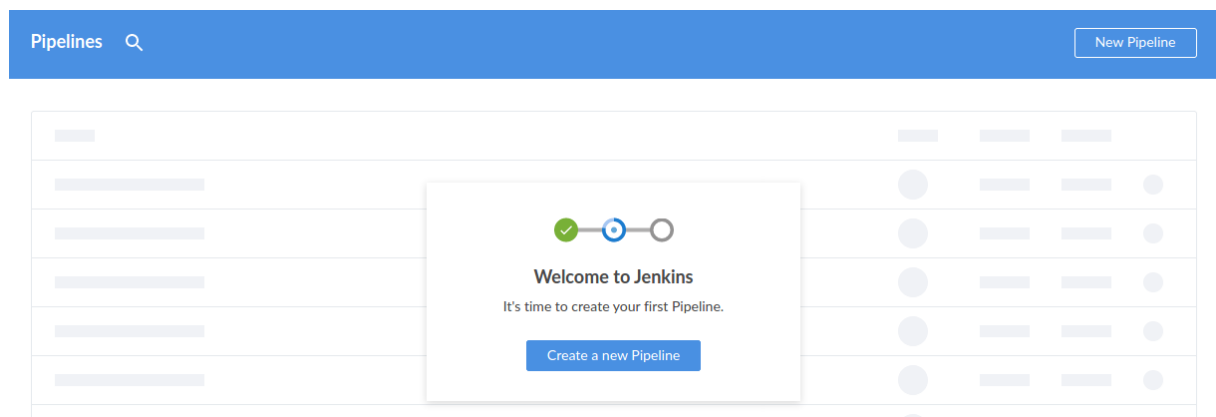 Pipelines
New Pipeline
Welcome to Jenkins
It's time to create your first Pipeline.
Create a new Pipeline